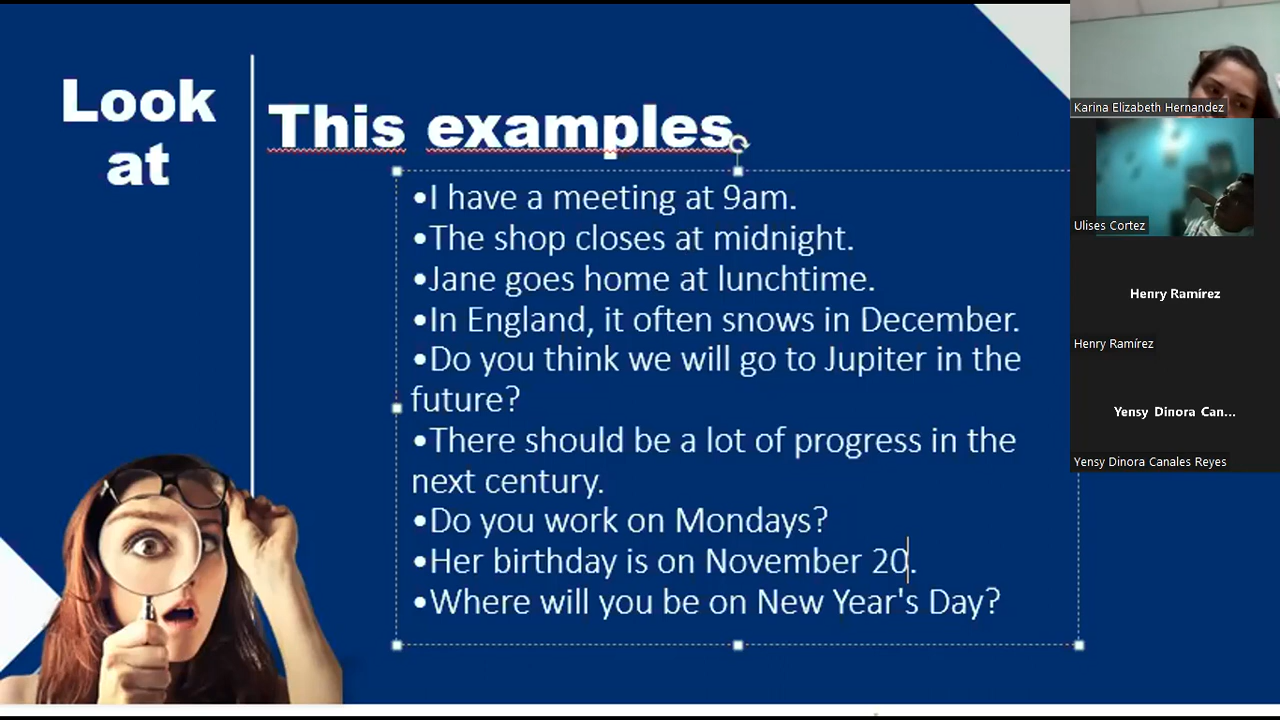 Look
at
This examples
•I have a meeting at 9am.
•The shop closes at midnight.
•Jane goes home at lunchtime.
•In England, it often snows in December.
•Do you think we will go to Jupiter in the
future?
•There should be a lot of progress in the
next century.
•Do you work on Mondays?
•Her birthday is on November 20.
•Where will you be on New Year's Day?
Karina Elizabeth Hernandez
Ulises Cortez
Henry Ramírez
Henry Ramírez
Yensy Dinora Can...
Yensy Dinora Canales Reyes